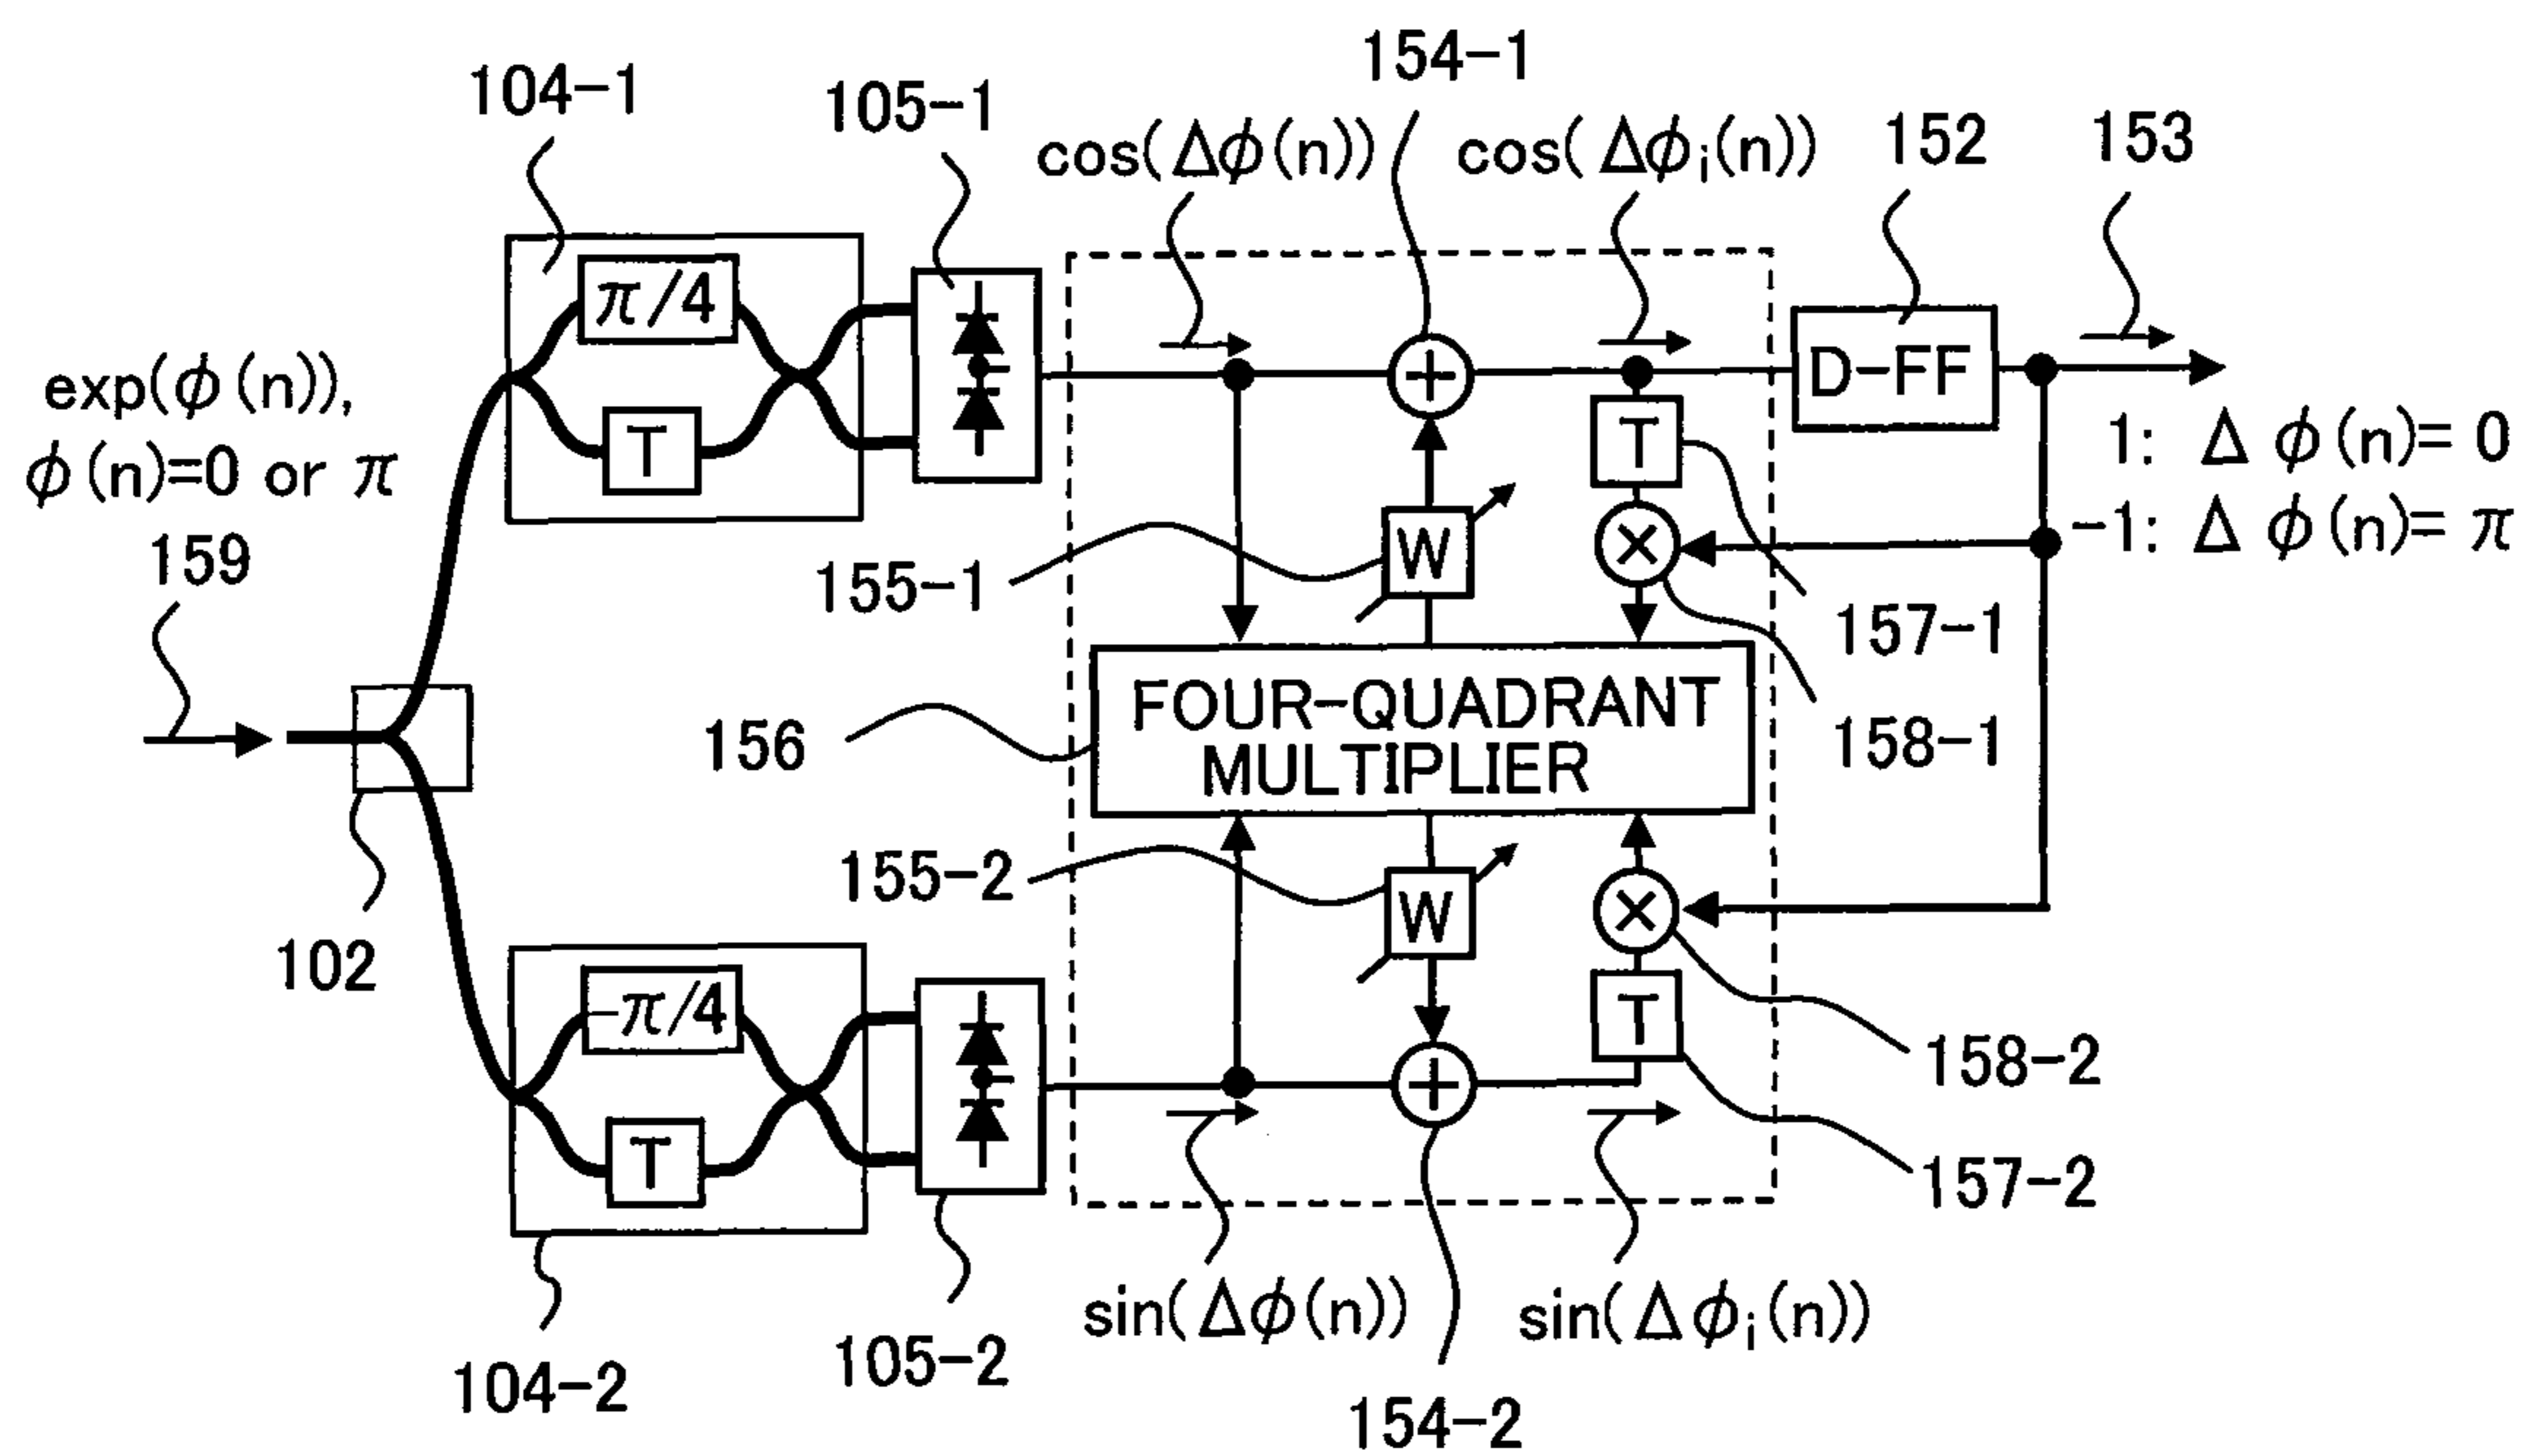 154-1
104-1
105-1
cos(Δϕ(n))
cos(Δϕi(n))
152
153
π/4
T
exp(ϕ(n)),
ϕ(n)=0 or π
159
D-FF
T
1: Δϕ(n)= 0
-1: Δϕ(n)= π
W
155-1
157-1
158-1
FOUR-QUADRANT
MULTIPLIER
156
102
155-2
W
-π/4
T
T
158-2
157-2
sin(Δϕ(n))
sin(Δϕi(n))
104-2
105-2
154-2